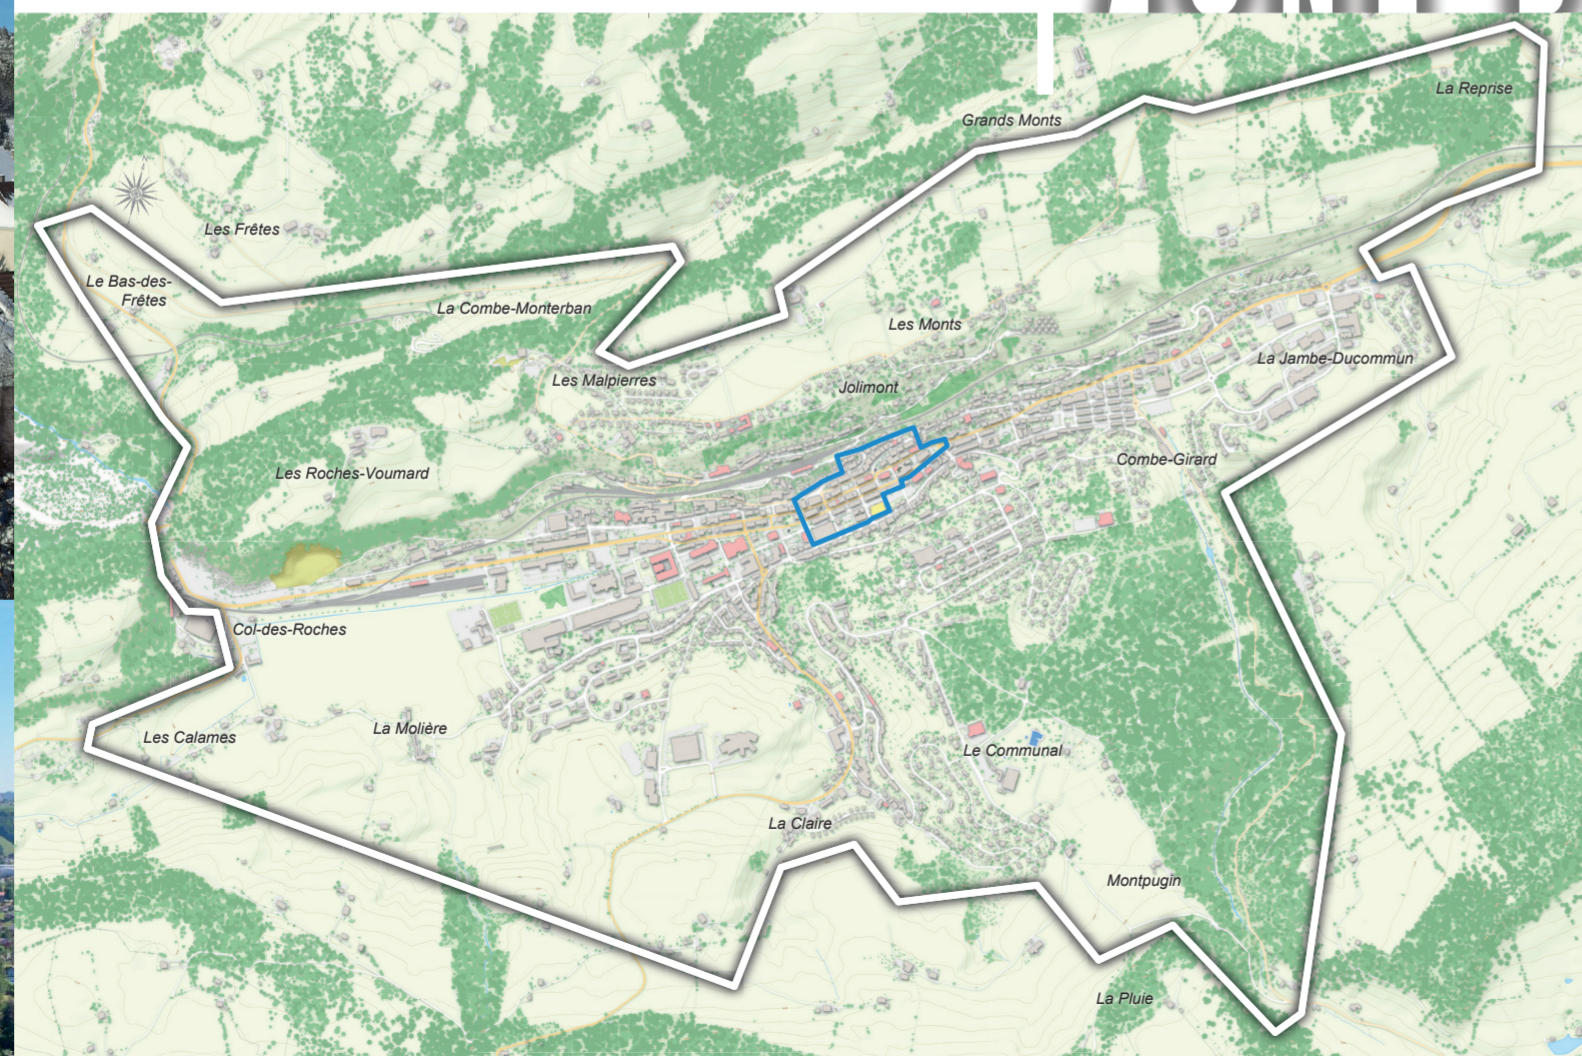 La Reprise
Grands Monts
Les Frêtes
Le Bas-des-
Frêtes
La Combe-Monterban
Les Monts
La Jambe-Ducommun
Les Malpierres
Jolimont
Les Roches-Voumard
Combe-Girard
Col-des-Roches
La Molière
Les Calames
Le Communal
La Claire
Montpugin
La Pluie